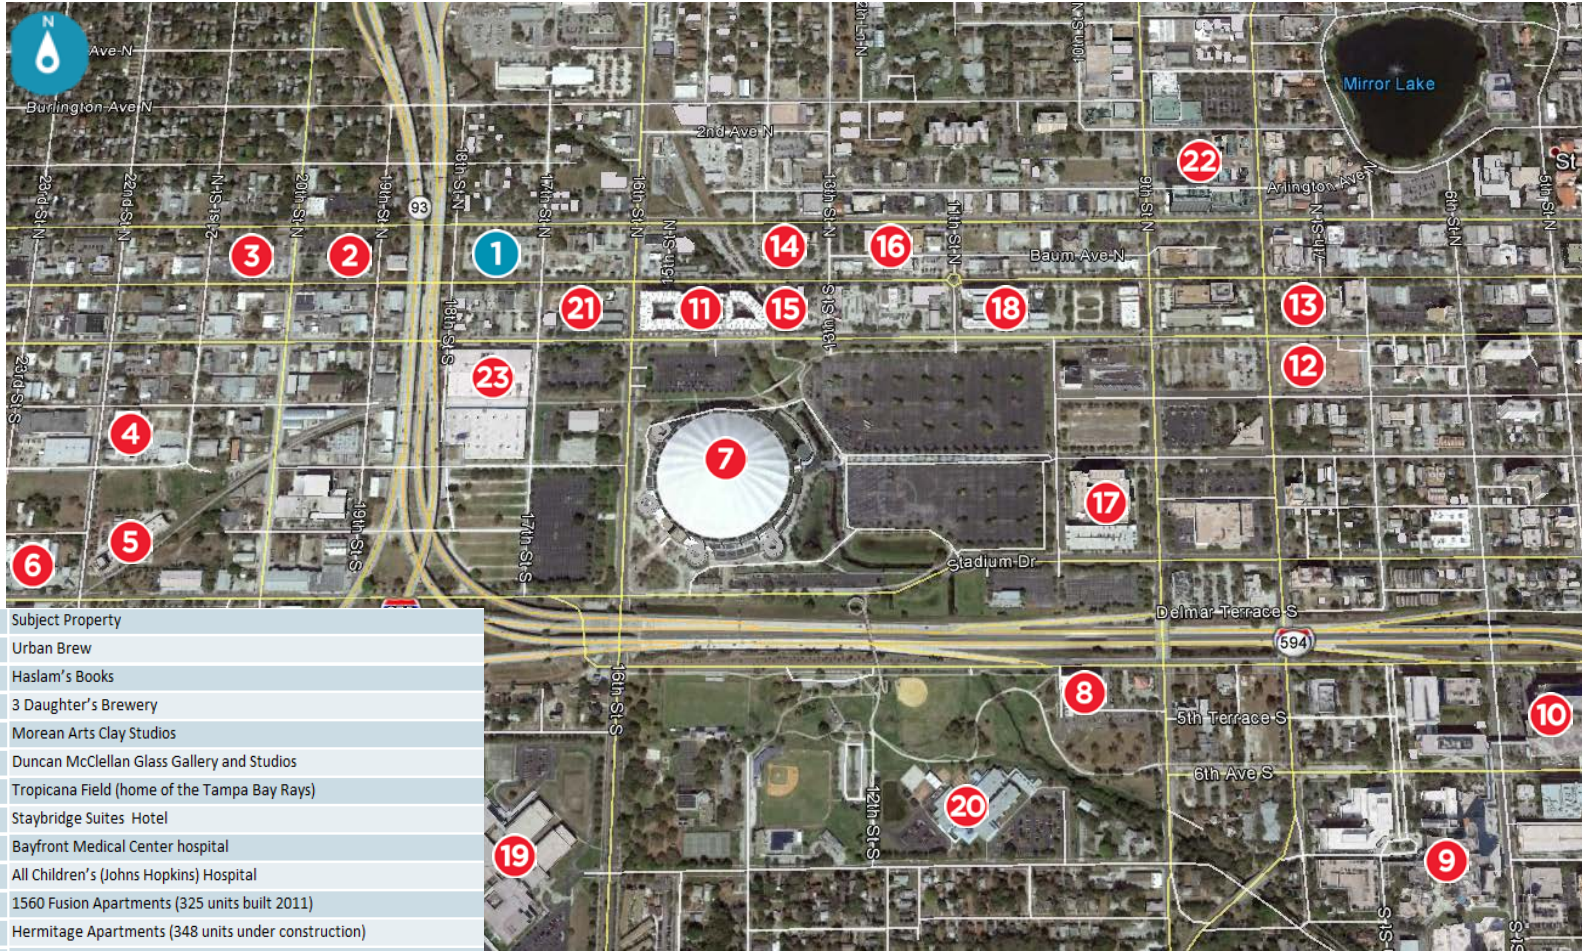 N
Ave N
Burlington Ave N
2nd Ave N
12th Ln N
10th St N
Mirror Lake
St
Arlington Ave N
23rd St N
22nd St N
21st St N
20th St N
19th St N
93
18th St N
17th St N
16th St N
15th St N
13th St N
11th St N
9th St N
7th St N
6th St N
5th St N
Baum Ave N
22
3
2
1
14
16
21
11
15
18
13
12
23rd St S
18th St S
13th St S
23
4
7
17
5
6
19th St S
17th St S
Stadium Dr
Delmar Terrace S
594
16th St S
8
5th Terrace S
10
6th Ave S
12th St S
20
19
9
St S
St S
Subject Property
Urban Brew
Haslam's Books
3 Daughter's Brewery
Morean Arts Clay Studios
Duncan McClellan Glass Gallery and Studios
Tropicana Field (home of the Tampa Bay Rays)
Staybridge Suites Hotel
Bayfront Medical Center hospital
All Children's (Johns Hopkins) Hospital
1560 Fusion Apartments (325 units built 2011)
Hermitage Apartments (348 units under construction)